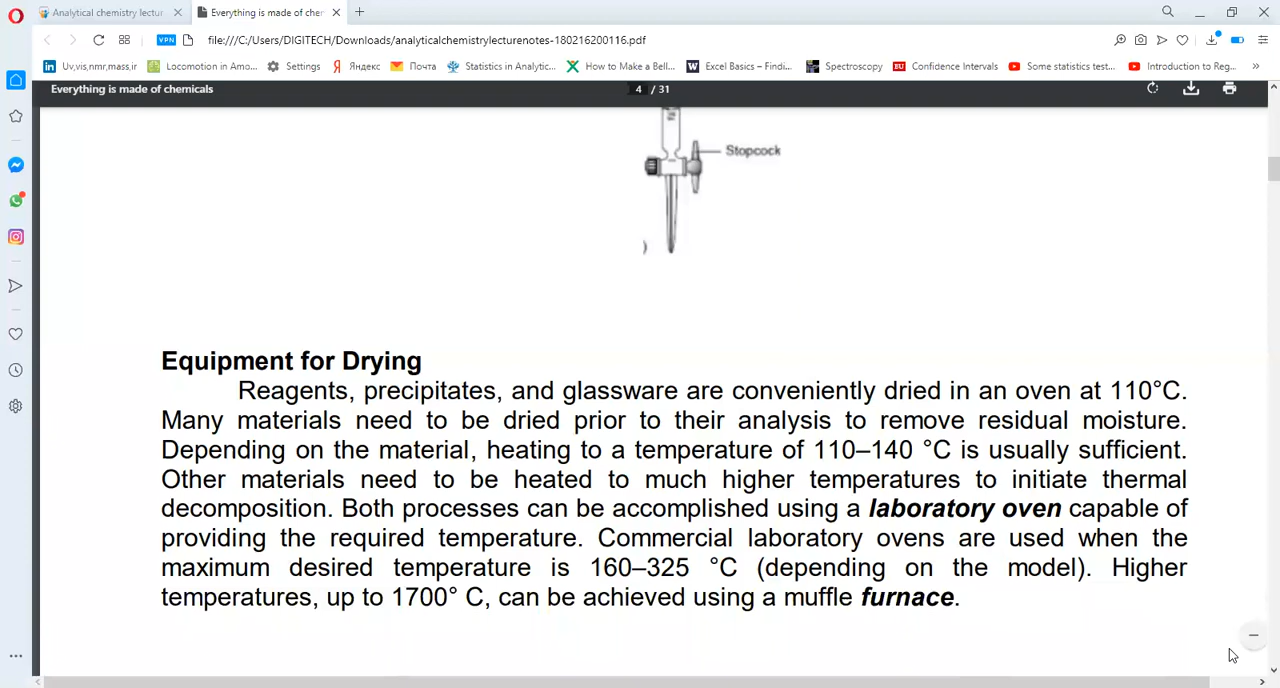 Analytical chemistry lectur
Everything is made of cher
file:///C:/Users/DIGITECH/Downloads/analyticalchemistrylecturenotes-180216200116.pdf
VPN
Uv,vis,nmr,mass,ir
Locomotion in Amo...
Settings
Яндекс
Почта
Statistics in Analytic...
How to Make a Bell...
Excel Basics – Findi...
Spectroscopy
Confidence Intervals
Some statistics test...
Introduction to Reg...
Everything is made of chemicals
4 / 31
Stopcock
)
Equipment for Drying
Reagents, precipitates, and glassware are conveniently dried in an oven at 110°C.
Many materials need to be dried prior to their analysis to remove residual moisture.
Depending on the material, heating to a temperature of 110–140 °C is usually sufficient.
Other materials need to be heated to much higher temperatures to initiate thermal
decomposition. Both processes can be accomplished using a laboratory oven capable of
providing the required temperature. Commercial laboratory ovens are used when the
maximum desired temperature is 160–325 °C (depending on the model). Higher
temperatures, up to 1700° C, can be achieved using a muffle furnace.